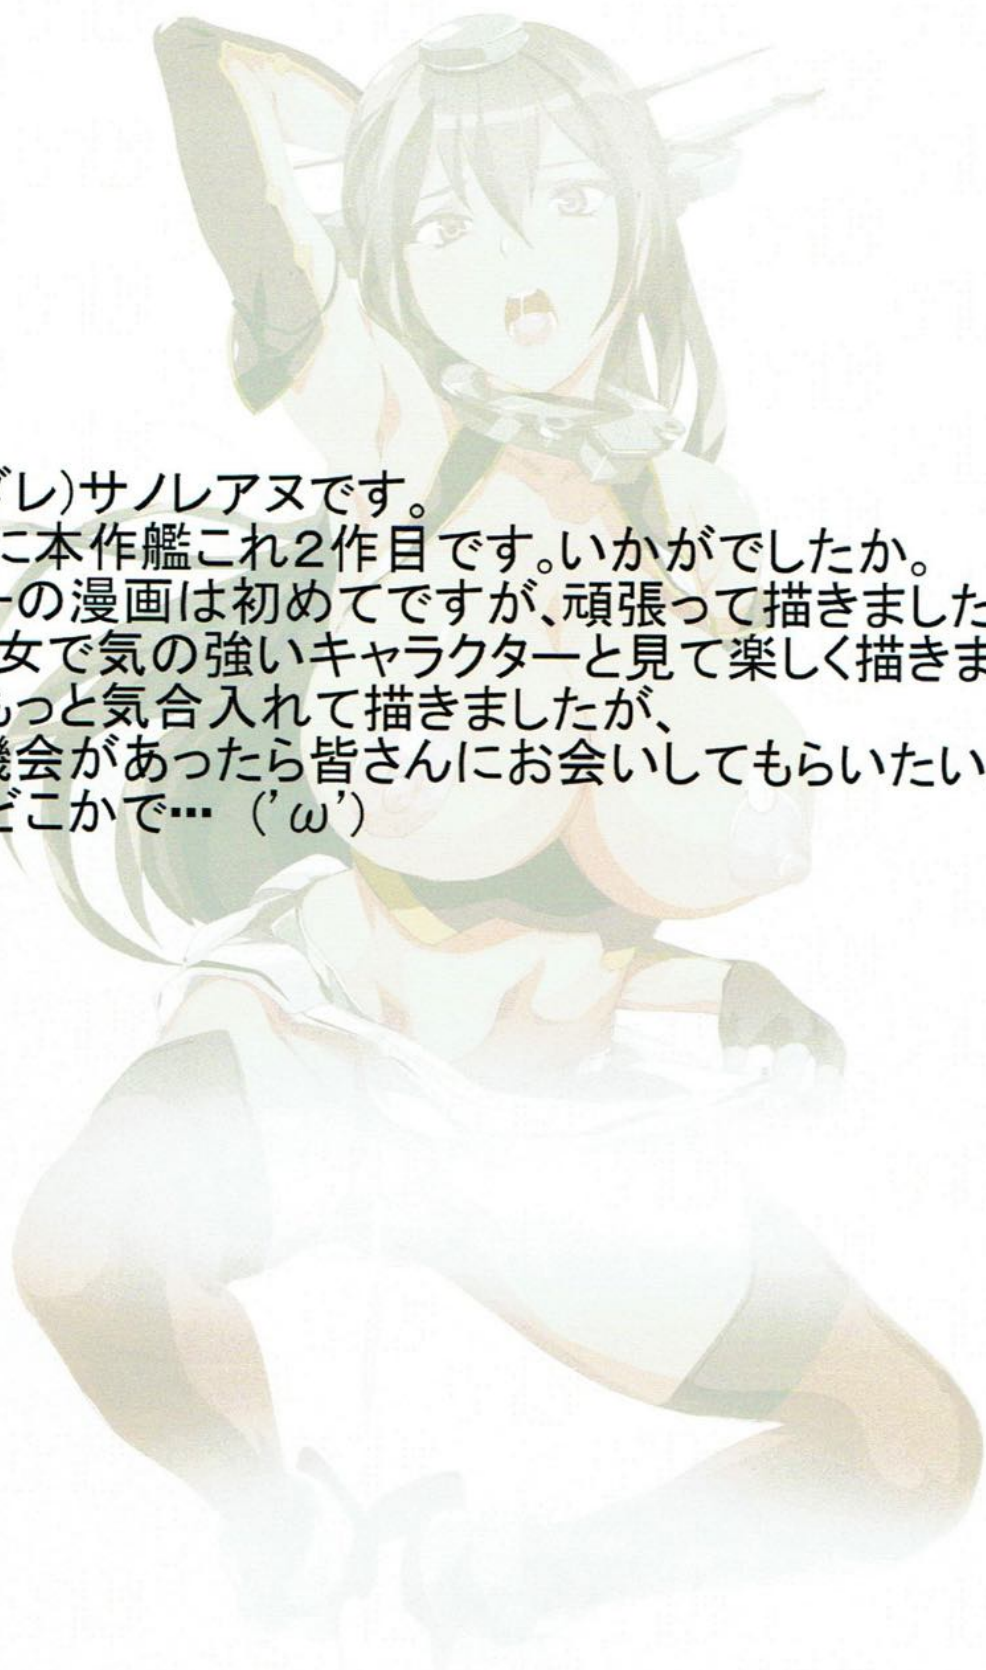 レ)サノレアヌです。
に本作艦これ2作目です。いかがでしたか。
ーの漫画は初めてですが、頑張って描きました
女で気の強いキャラクターと見て楽しく描きま
もっと気合入れて描きましたが、
機会があったら皆さんにお会いしてもらいたい
どこかで… ('ω')